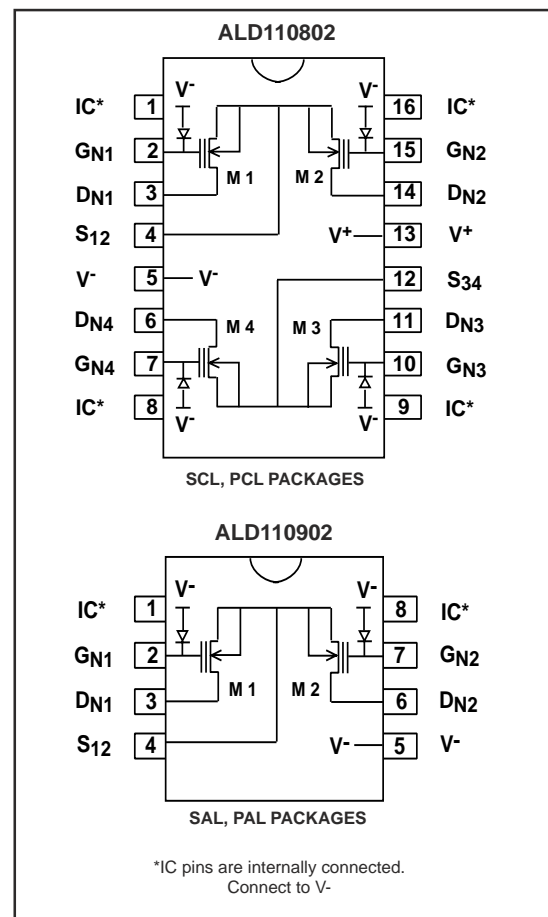 ALD110802
V- V-
IC* 1 16 IC*
GN1 2 15 GN2
M 1 M 2
DN1 3 14 DN2
S12 4 V+ 13 V+
V- 5 V- 12 S34
DN4 6 M 4 M 3 11 DN3
GN4 7 10 GN3
IC* 8 V- V- 9 IC*
SCL, PCL PACKAGES
ALD110902
V- V-
IC* 1 8 IC*
GN1 2 7 GN2
M 1 M 2
DN1 3 6 DN2
S12 4 V- 5 V-
SAL, PAL PACKAGES
*IC pins are internally connected.
Connect to V-